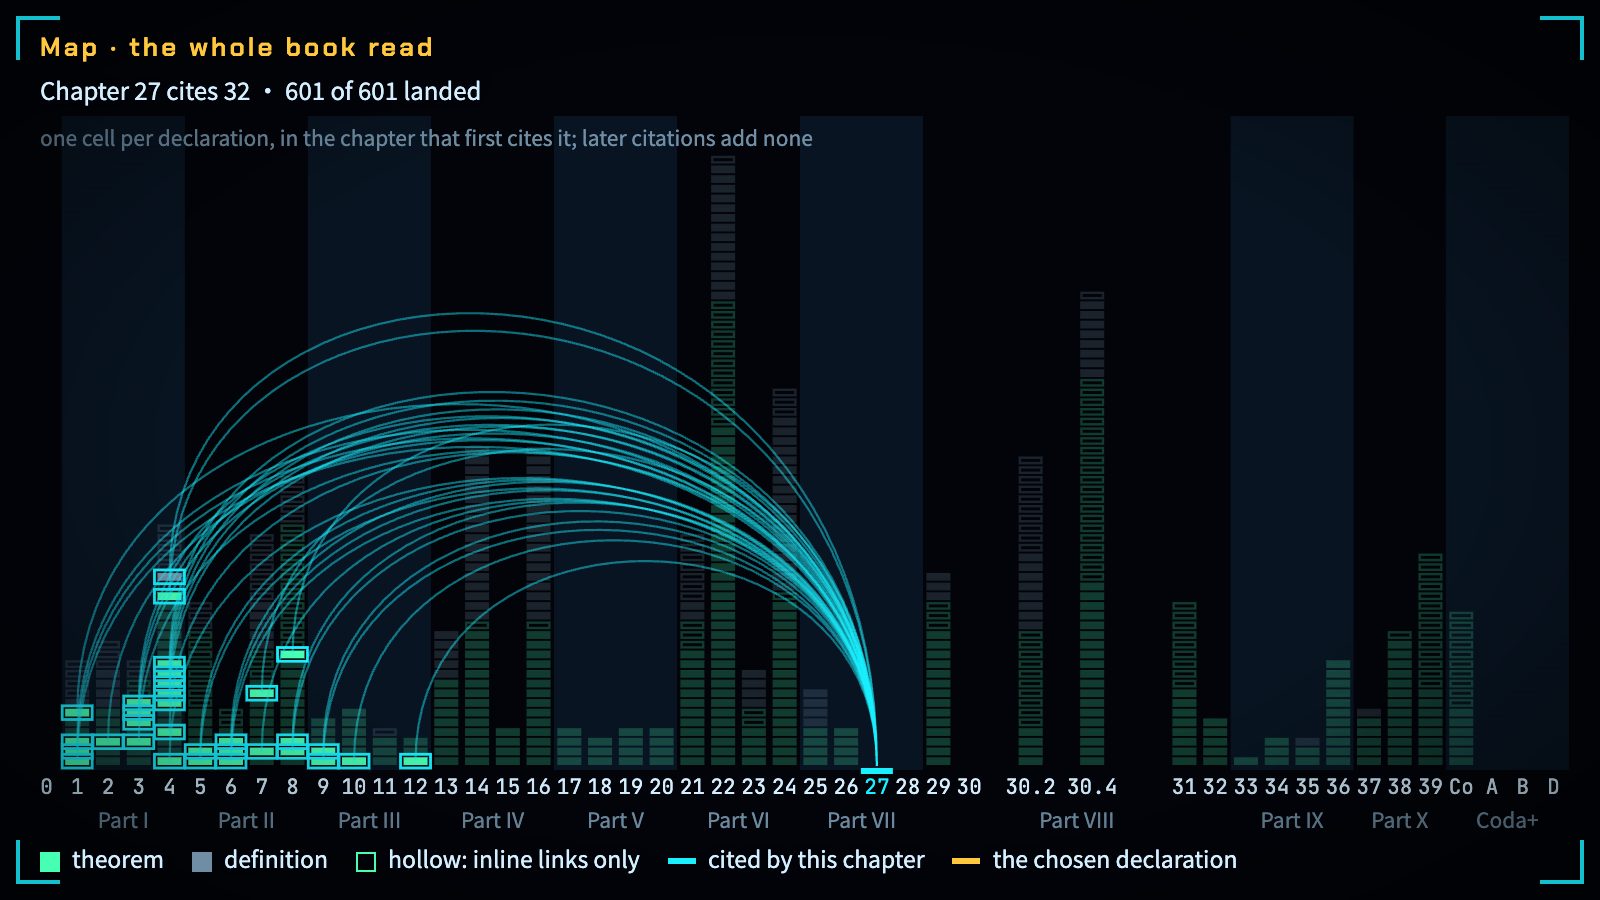 Map · the whole book read
Chapter 27 cites 32 • 601 of 601 landed
one cell per declaration, in the chapter that first cites it; later citations add none
0 1 2 3 4 5 6 7 8 9 10 11 12 13 14 15 16 17 18 19 20 21 22 23 24 25 26 27 28 29 30 30.2 30.4 31 32 33 34 35 36 37 38 39 Co A B D
Part I Part II Part III Part IV Part V Part VI Part VII Part VIII Part IX Part X Coda+
theorem definition hollow: inline links only cited by this chapter the chosen declaration